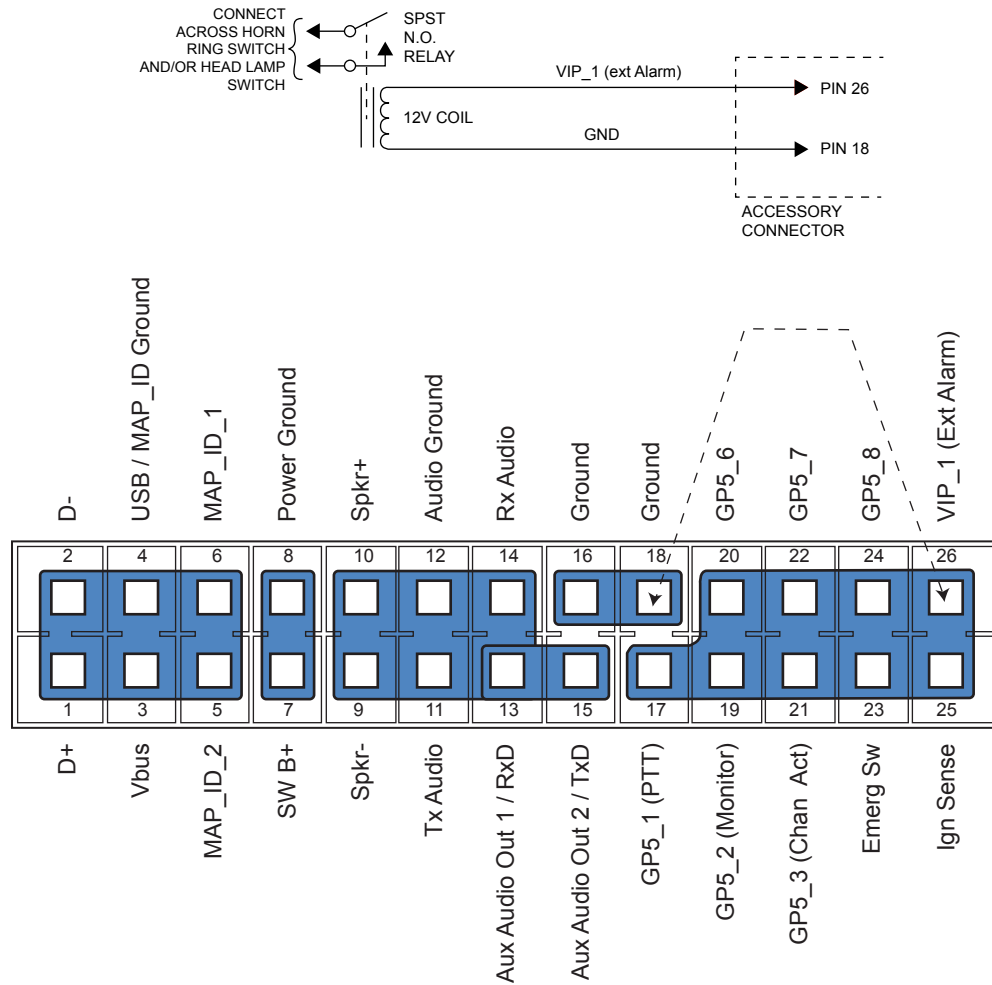 CONNECT
ACROSS HORN
RING SWITCH
AND/OR HEAD LAMP
SWITCH
SPST
N.O.
RELAY
12V COIL
VIP_1 (ext Alarm)
GND
PIN 26
PIN 18
ACCESSORY
CONNECTOR
D-
USB / MAP_ID Ground
MAP_ID_1
Power Ground
Spkr+
Audio Ground
Rx Audio
Ground
Ground
GP5_6
GP5_7
GP5_8
VIP_1 (Ext Alarm)
2 4 6 8 10 12 14 16 18 20 22 24 26
1 3 5 7 9 11 13 15 17 19 21 23 25
D+
Vbus
MAP_ID_2
SW B+
Spkr-
Tx Audio
Aux Audio Out 1 / RxD
Aux Audio Out 2 / TxD
GP5_1 (PTT)
GP5_2 (Monitor)
GP5_3 (Chan Act)
Emerg Sw
Ign Sense